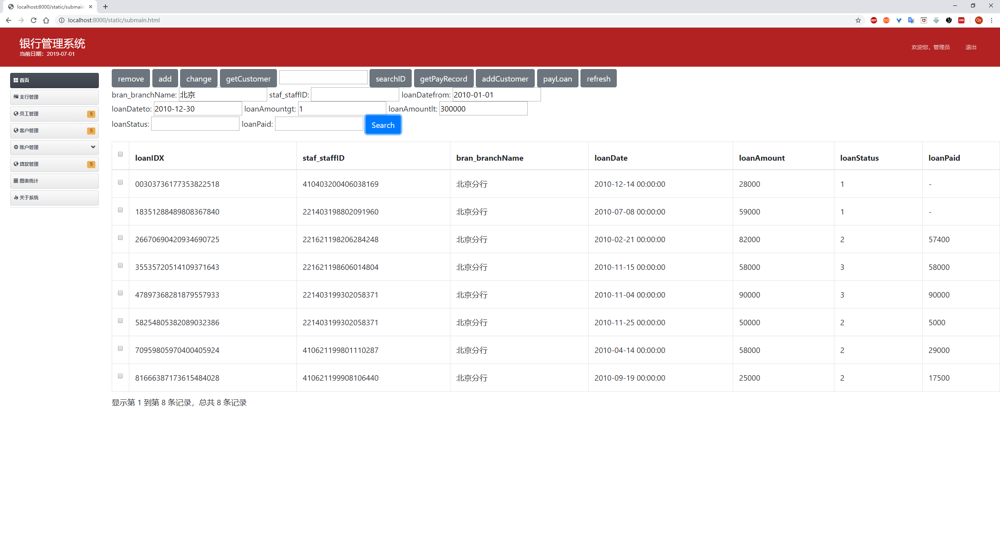 localhost:8000/static/submain
localhost:8000/static/submain.html
ABP
CORS
Qy
银行管理系统
当前日期：2019-07-01
欢迎您，管理员 退出
首页
支行管理
员工管理 5
客户管理 5
账户管理
贷款管理 5
图表统计
关于系统
remove add change getCustomer searchID getPayRecord addCustomer payLoan refresh
bran_branchName: 北京 staf_staffID: loanDatefrom: 2010-01-01
loanDateto: 2010-12-30 loanAmountgt: 1 loanAmountlt: 300000
loanStatus: loanPaid: Search
loanIDX staf_staffID bran_branchName loanDate loanAmount loanStatus loanPaid
00303736177353822518 410403200406038169 北京分行 2010-12-14 00:00:00 28000 1 -
18351288489808367840 221403198802091960 北京分行 2010-07-08 00:00:00 59000 1 -
26670690420934690725 221621198206284248 北京分行 2010-02-21 00:00:00 82000 2 57400
35535720514109371643 221621198606014804 北京分行 2010-11-15 00:00:00 58000 3 58000
47897368281879557933 221403199302058371 北京分行 2010-11-04 00:00:00 90000 3 90000
58254805382089032386 221403199302058371 北京分行 2010-11-25 00:00:00 50000 2 5000
70959805970400405924 410621199801110287 北京分行 2010-04-14 00:00:00 58000 2 29000
81666387173615484028 410621199908106440 北京分行 2010-09-19 00:00:00 25000 2 17500
显示第 1 到第 8 条记录，总共 8 条记录